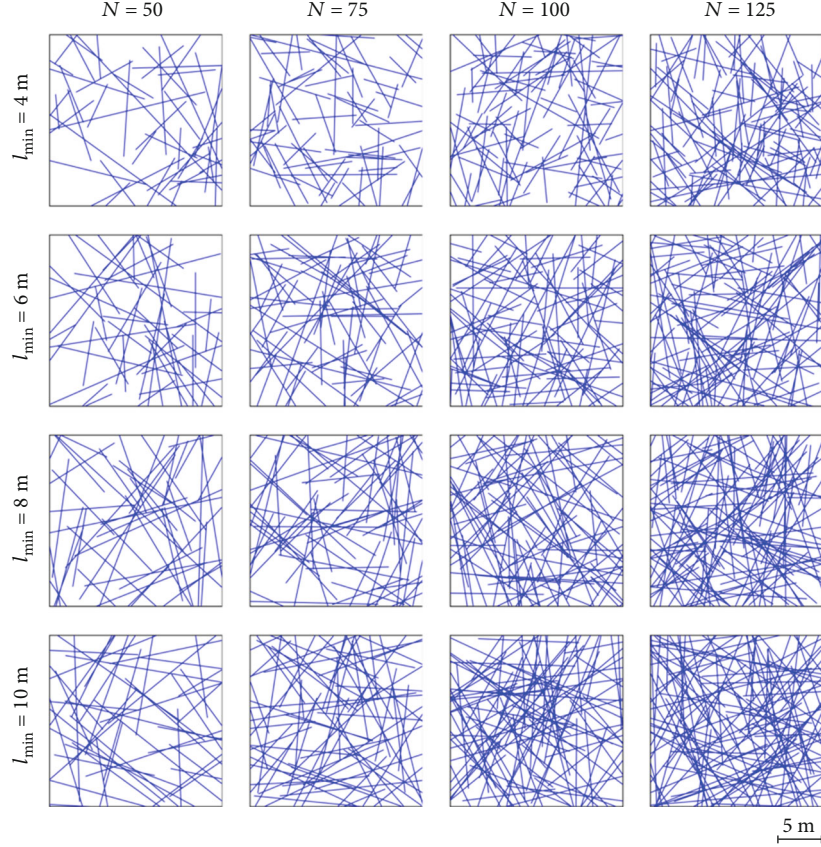 N = 50 N = 75 N = 100 N = 125
l_min = 4 m
l_min = 6 m
l_min = 8 m
l_min = 10 m
5 m